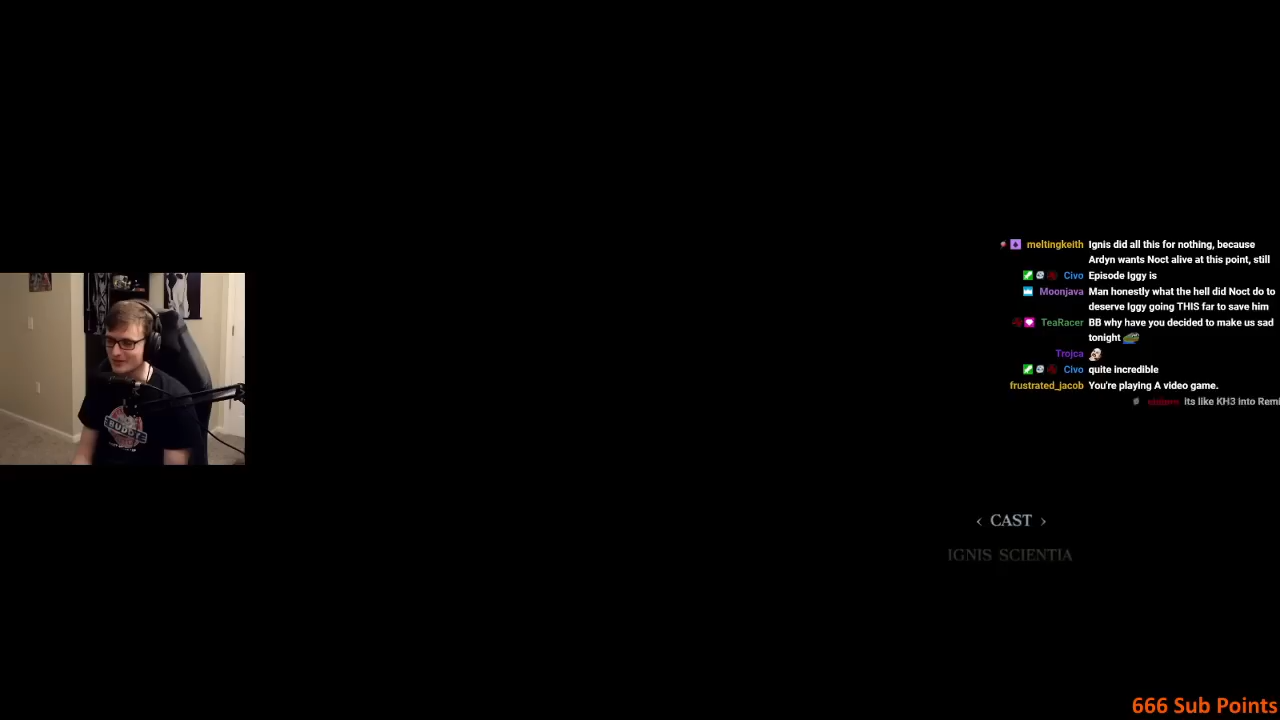 meltingkeith Ignis did all this for nothing, because
Ardyn wants Noct alive at this point, still
Civo Episode Iggy is
Moonjava Man honestly what the hell did Noct do to
deserve Iggy going THIS far to save him
TearRacer BB why have you decided to make us sad
tonight
Trojca
Civo quite incredible
frustrated_jacob You're playing A video game.
its like KH3 into Remi
BUDDY
‹ CAST ›
IGNIS SCIENTIA
666 Sub Points